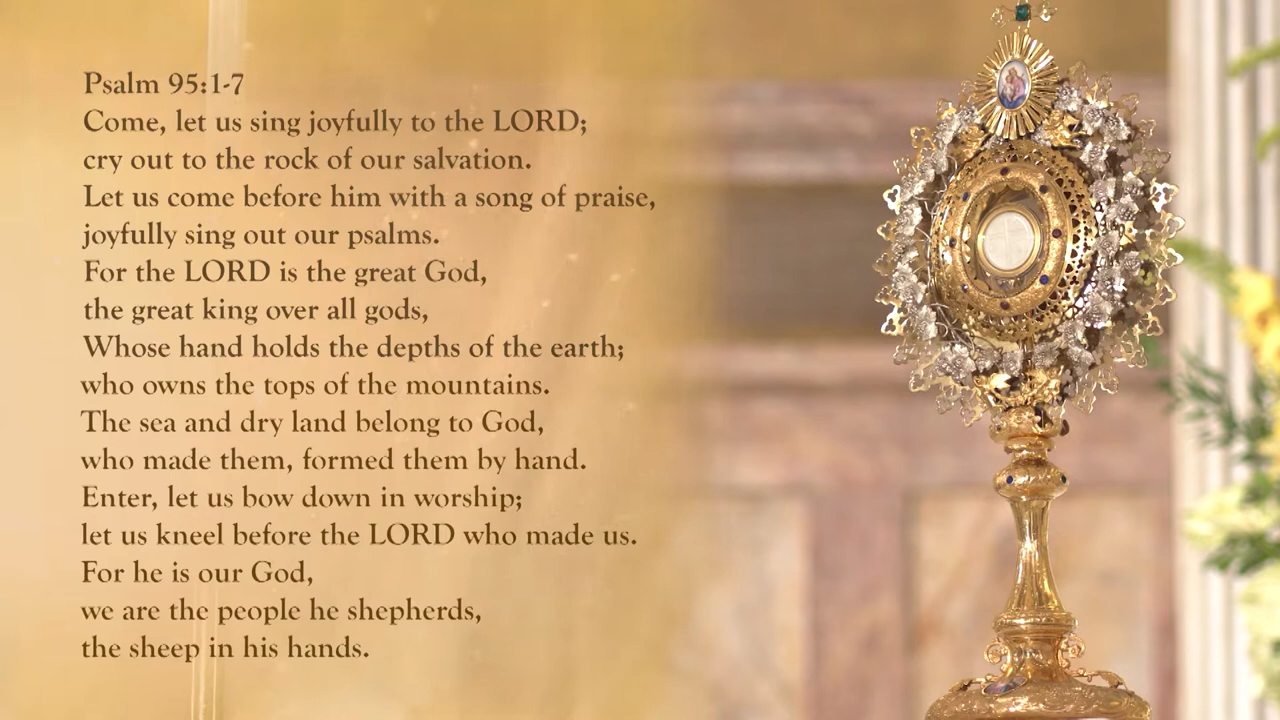 Psalm 95:1-7
Come, let us sing joyfully to the LORD;
cry out to the rock of our salvation.
Let us come before him with a song of praise,
joyfully sing out our psalms.
For the LORD is the great God,
the great king over all gods,
Whose hand holds the depths of the earth;
who owns the tops of the mountains.
The sea and dry land belong to God,
who made them, formed them by hand.
Enter, let us bow down in worship;
let us kneel before the LORD who made us.
For he is our God,
we are the people he shepherds,
the sheep in his hands.